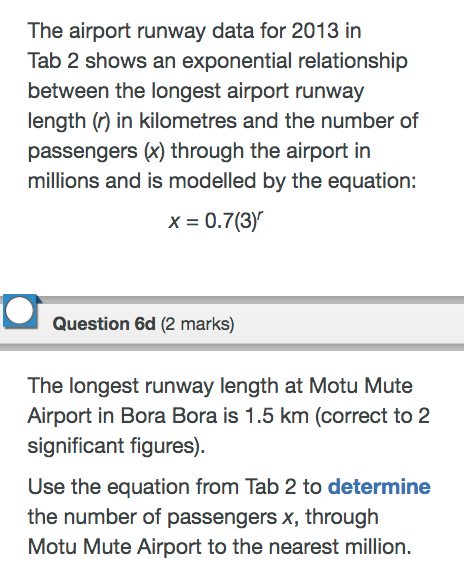 The airport runway data for 2013 in
Tab 2 shows an exponential relationship
between the longest airport runway
length (r) in kilometres and the number of
passengers (x) through the airport in
millions and is modelled by the equation:
x = 0.7(3)^r
Question 6d (2 marks)
The longest runway length at Motu Mute
Airport in Bora Bora is 1.5 km (correct to 2
significant figures).
Use the equation from Tab 2 to determine
the number of passengers x, through
Motu Mute Airport to the nearest million.